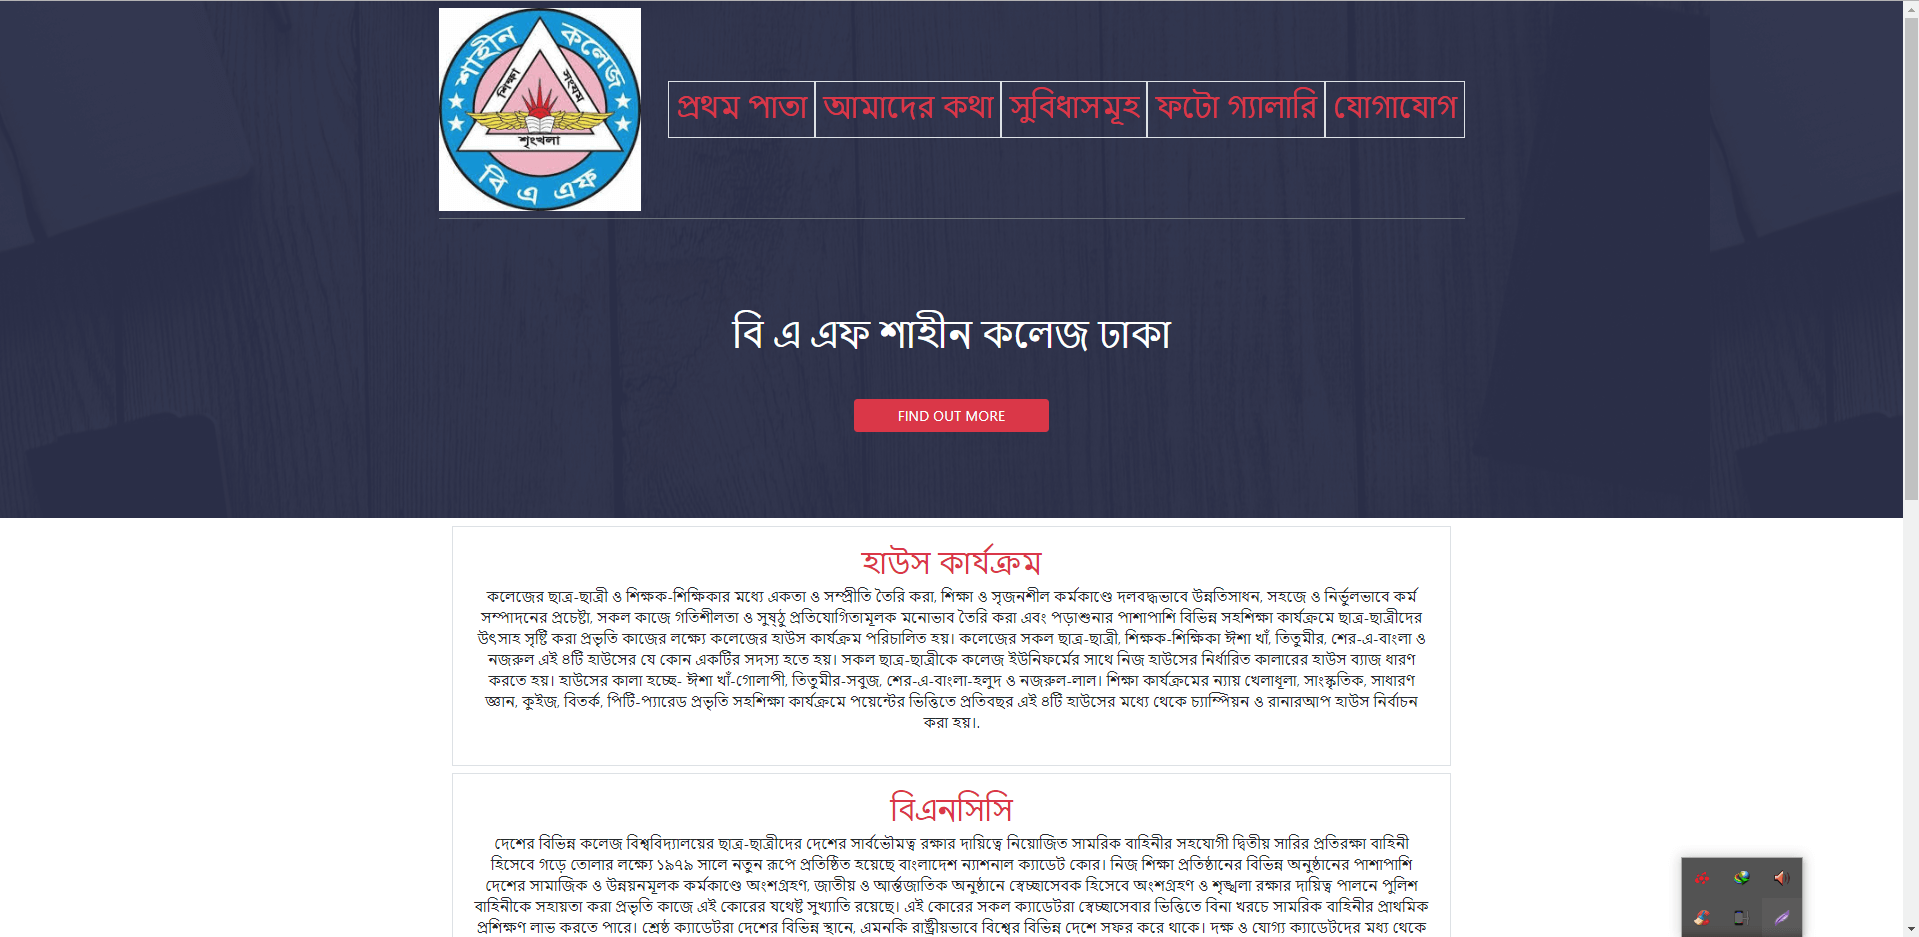 শাহীন কলেজ
শিক্ষা
সংযম
শৃংখলা
বি এ এফ
প্রথম পাতা
আমাদের কথা
সুবিধাসমূহ
ফটো গ্যালারি
যোগাযোগ
বি এ এফ শাহীন কলেজ ঢাকা
FIND OUT MORE
হাউস কার্যক্রম
কলেজের ছাত্র-ছাত্রী ও শিক্ষক-শিক্ষিকার মধ্যে একতা ও সম্প্রীতি তৈরি করা, শিক্ষা ও সৃজনশীল কর্মকাণ্ডে দলবদ্ধভাবে উন্নতিসাধন, সহজে ও নির্ভুলভাবে কর্ম
সম্পাদনের প্রচেষ্টা, সকল কাজে গতিশীলতা ও সুষ্ঠু প্রতিযোগিতামূলক মনোভাব তৈরি করা এবং পড়াশুনার পাশাপাশি বিভিন্ন সহশিক্ষা কার্যক্রমে ছাত্র-ছাত্রীদের
উৎসাহ সৃষ্টি করা প্রভৃতি কাজের লক্ষ্যে কলেজের হাউস কার্যক্রম পরিচালিত হয়। কলেজের সকল ছাত্র-ছাত্রী, শিক্ষক-শিক্ষিকা ঈশা খাঁ, তিতুমীর, শের-এ-বাংলা ও
নজরুল এই ৪টি হাউসের যে কোন একটির সদস্য হতে হয়। সকল ছাত্র-ছাত্রীকে কলেজ ইউনিফর্মের সাথে নিজ হাউসের নির্ধারিত কালারের হাউস ব্যাজ ধারণ
করতে হয়। হাউসের কালা হচ্ছে- ঈশা খাঁ-গোলাপী, তিতুমীর-সবুজ, শের-এ-বাংলা-হলুদ ও নজরুল-লাল। শিক্ষা কার্যক্রমের ন্যায় খেলাধূলা, সাংস্কৃতিক, সাধারণ
জ্ঞান, কুইজ, বিতর্ক, পিটি-প্যারেড প্রভৃতি সহশিক্ষা কার্যক্রমে পয়েন্টের ভিত্তিতে প্রতিবছর এই ৪টি হাউসের মধ্যে থেকে চ্যাম্পিয়ন ও রানারআপ হাউস নির্বাচন
করা হয়।.
বিএনসিসি
দেশের বিভিন্ন কলেজ বিশ্ববিদ্যালয়ের ছাত্র-ছাত্রীদের দেশের সার্বভৌমত্ব রক্ষার দায়িত্বে নিয়োজিত সামরিক বাহিনীর সহযোগী দ্বিতীয় সারির প্রতিরক্ষা বাহিনী
হিসেবে গড়ে তোলার লক্ষ্যে ১৯৭৯ সালে নতুন রূপে প্রতিষ্ঠিত হয়েছে বাংলাদেশ ন্যাশনাল ক্যাডেট কোর। নিজ শিক্ষা প্রতিষ্ঠানের বিভিন্ন অনুষ্ঠানের পাশাপাশি
দেশের সামাজিক ও উন্নয়নমূলক কর্মকাণ্ডে অংশগ্রহণ, জাতীয় ও আর্ন্তজাতিক অনুষ্ঠানে স্বেচ্ছাসেবক হিসেবে অংশগ্রহণ ও শৃঙ্খলা রক্ষার দায়িত্ব পালনে পুলিশ
বাহিনীকে সহায়তা করা প্রভৃতি কাজে এই কোরের যথেষ্ট সুখ্যাতি রয়েছে। এই কোরের সকল ক্যাডেটরা স্বেচ্ছাসেবার ভিত্তিতে বিনা খরচে সামরিক বাহিনীর প্রাথমিক
প্রশিক্ষণ লাভ করতে পারে। শ্রেষ্ঠ ক্যাডেটরা দেশের বিভিন্ন স্থানে, এমনকি রাষ্ট্রীয়ভাবে বিশ্বের বিভিন্ন দেশে সফর করে থাকে। দক্ষ ও যোগ্য ক্যাডেটদের মধ্য থেকে